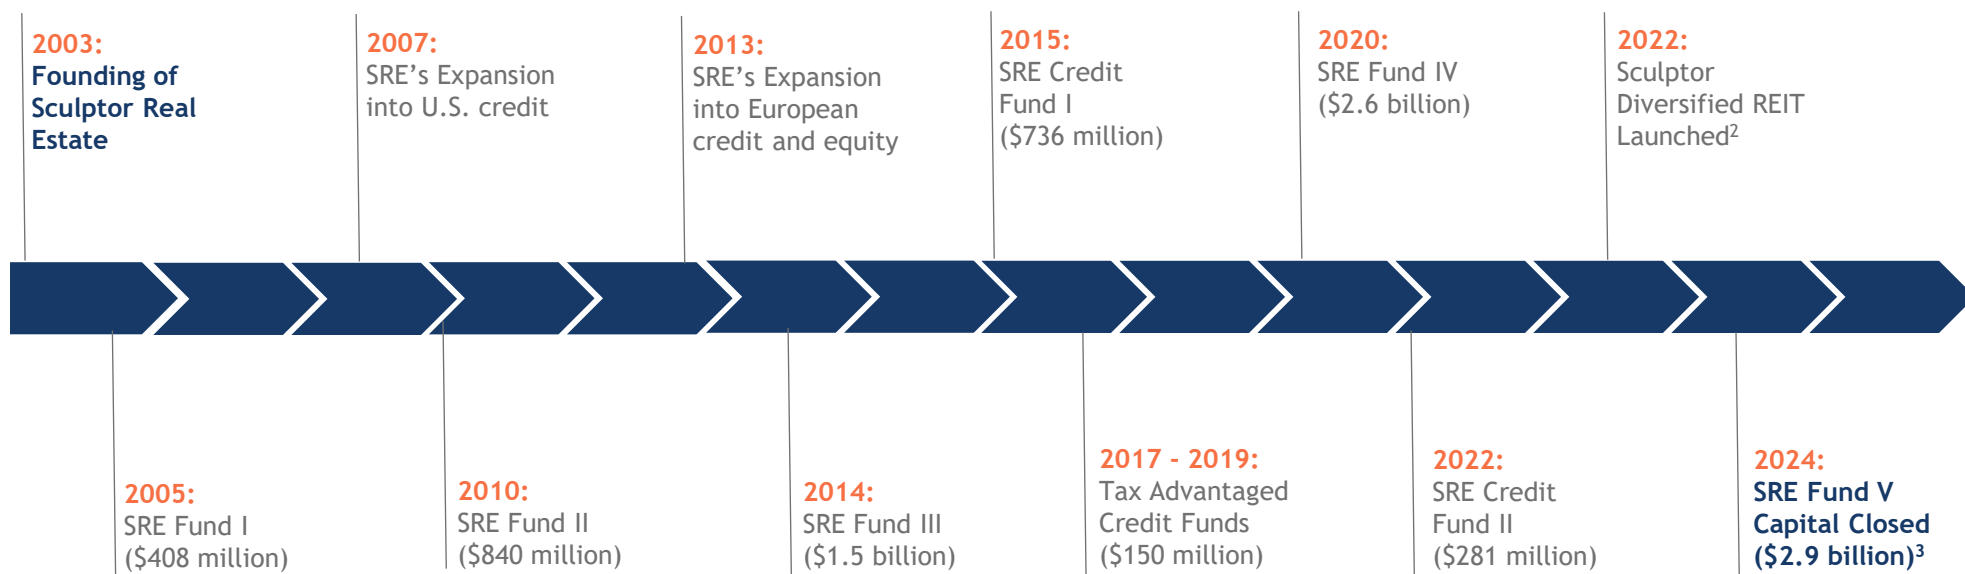 2003:
Founding of
Sculptor Real
Estate
2007:
SRE’s Expansion
into U.S. credit
2013:
SRE’s Expansion
into European
credit and equity
2015:
SRE Credit
Fund I
($736 million)
2020:
SRE Fund IV
($2.6 billion)
2022:
Sculptor
Diversified REIT
Launched²
2005:
SRE Fund I
($408 million)
2010:
SRE Fund II
($840 million)
2014:
SRE Fund III
($1.5 billion)
2017 - 2019:
Tax Advantaged
Credit Funds
($150 million)
2022:
SRE Credit
Fund II
($281 million)
2024:
SRE Fund V
Capital Closed
($2.9 billion)³